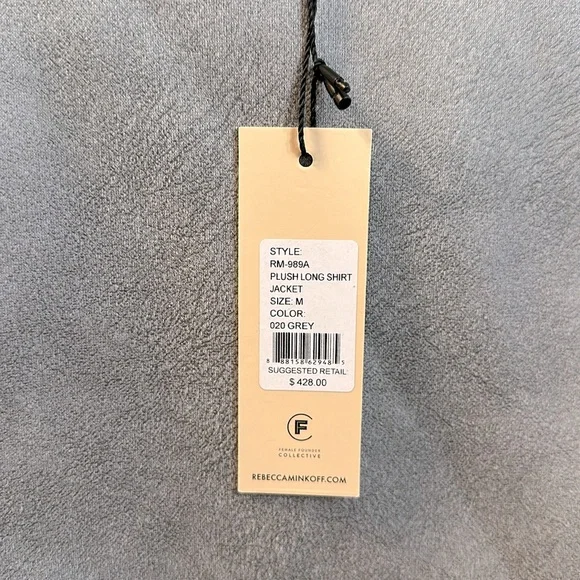 STYLE:
RM-989A
PLUSH LONG SHIRT
JACKET
SIZE: M
COLOR:
020 GREY
8 88158 62948 5
SUGGESTED RETAIL:
$ 428.00
F
FEMALE FOUNDER
COLLECTIVE
REBECCAMINKOFF.COM